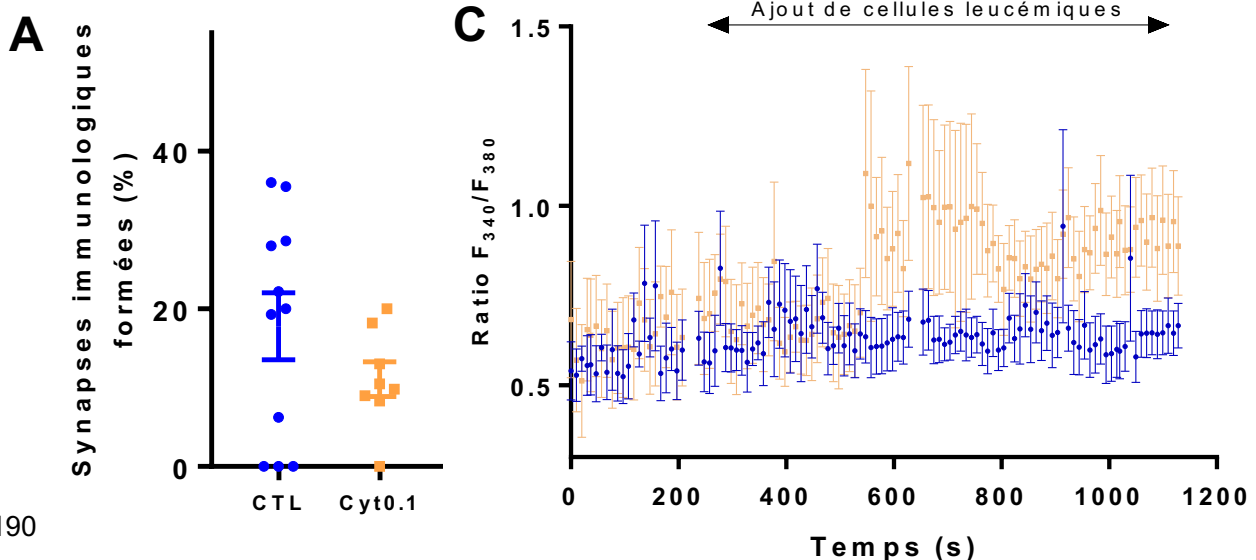 A
Synapses immunologiques
formées (%)
40
20
0
CTL Cyt0.1
190
C
Ajout de cellules leucémiques
Ratio F340/F380
1.5
1.0
0.5
0 200 400 600 800 1000 1200
Temps (s)